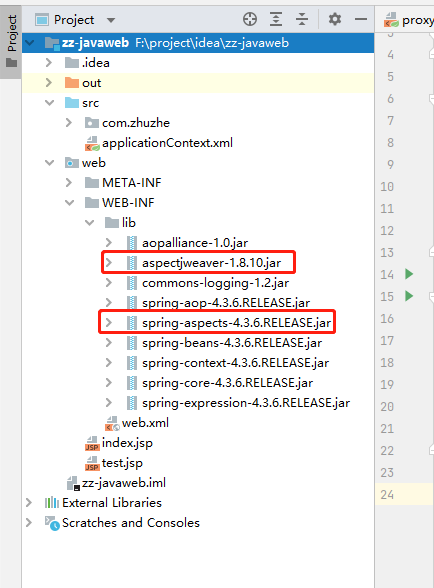 Project
Project
proxy
zz-javaweb F:\project\idea\zz-javaweb
.idea
4
out
src
6
com.zhuzhe
7
applicationContext.xml
8
web
9
META-INF
10
WEB-INF
11
lib
12
aopalliance-1.0.jar
13
aspectjweaver-1.8.10.jar
commons-logging-1.2.jar
14
spring-aop-4.3.6.RELEASE.jar
15
spring-aspects-4.3.6.RELEASE.jar
16
spring-beans-4.3.6.RELEASE.jar
17
spring-context-4.3.6.RELEASE.jar
18
spring-core-4.3.6.RELEASE.jar
19
spring-expression-4.3.6.RELEASE.jar
20
web.xml
21
index.jsp
JSP
22
test.jsp
JSP
23
zz-javaweb.iml
24
External Libraries
Scratches and Consoles